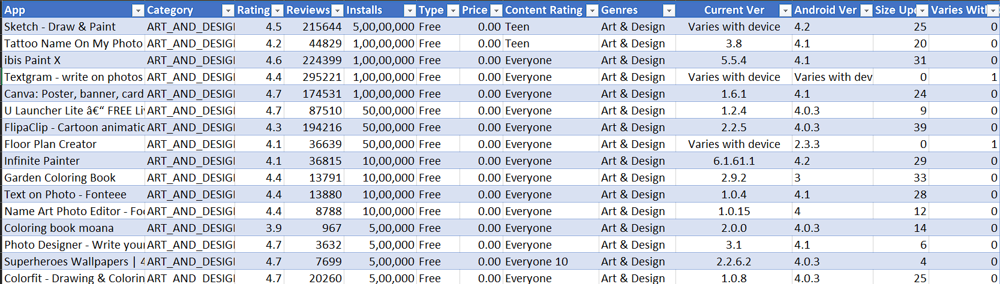 App Category Rating Reviews Installs Type Price Content Rating Genres Current Ver Android Ver Size Up Varies With
Sketch - Draw & Paint ART_AND_DESIG 4.5 215644 5,00,00,000 Free 0.00 Teen Art & Design Varies with device 4.2 25 0
Tattoo Name On My Photo ART_AND_DESIG 4.2 44829 1,00,00,000 Free 0.00 Teen Art & Design 3.8 4.1 20 0
ibis Paint X ART_AND_DESIG 4.6 224399 1,00,00,000 Free 0.00 Everyone Art & Design 5.5.4 4.1 31 0
Textgram - write on photos ART_AND_DESIG 4.4 295221 1,00,00,000 Free 0.00 Everyone Art & Design Varies with device Varies with dev 0 1
Canva: Poster, banner, card ART_AND_DESIG 4.7 174531 1,00,00,000 Free 0.00 Everyone Art & Design 1.6.1 4.1 24 0
U Launcher Lite â€“ FREE Li ART_AND_DESIG 4.7 87510 50,00,000 Free 0.00 Everyone Art & Design 1.2.4 4.0.3 9 0
FlipaClip - Cartoon animatic ART_AND_DESIG 4.3 194216 50,00,000 Free 0.00 Everyone Art & Design 2.2.5 4.0.3 39 0
Floor Plan Creator ART_AND_DESIG 4.1 36639 50,00,000 Free 0.00 Everyone Art & Design Varies with device 2.3.3 0 1
Infinite Painter ART_AND_DESIG 4.1 36815 10,00,000 Free 0.00 Everyone Art & Design 6.1.61.1 4.2 29 0
Garden Coloring Book ART_AND_DESIG 4.4 13791 10,00,000 Free 0.00 Everyone Art & Design 2.9.2 3 33 0
Text on Photo - Fonteee ART_AND_DESIG 4.4 13880 10,00,000 Free 0.00 Everyone Art & Design 1.0.4 4.1 28 0
Name Art Photo Editor - Foc ART_AND_DESIG 4.4 8788 10,00,000 Free 0.00 Everyone Art & Design 1.0.15 4 12 0
Coloring book moana ART_AND_DESIG 3.9 967 5,00,000 Free 0.00 Everyone Art & Design 2.0.0 4.0.3 14 0
Photo Designer - Write your ART_AND_DESIG 4.7 3632 5,00,000 Free 0.00 Everyone Art & Design 3.1 4.1 6 0
Superheroes Wallpapers | 4 ART_AND_DESIG 4.7 7699 5,00,000 Free 0.00 Everyone 10 Art & Design 2.2.6.2 4.0.3 4 0
Colorfit - Drawing & Colorin ART_AND_DESIG 4.7 20260 5,00,000 Free 0.00 Everyone Art & Design 1.0.8 4.0.3 25 0